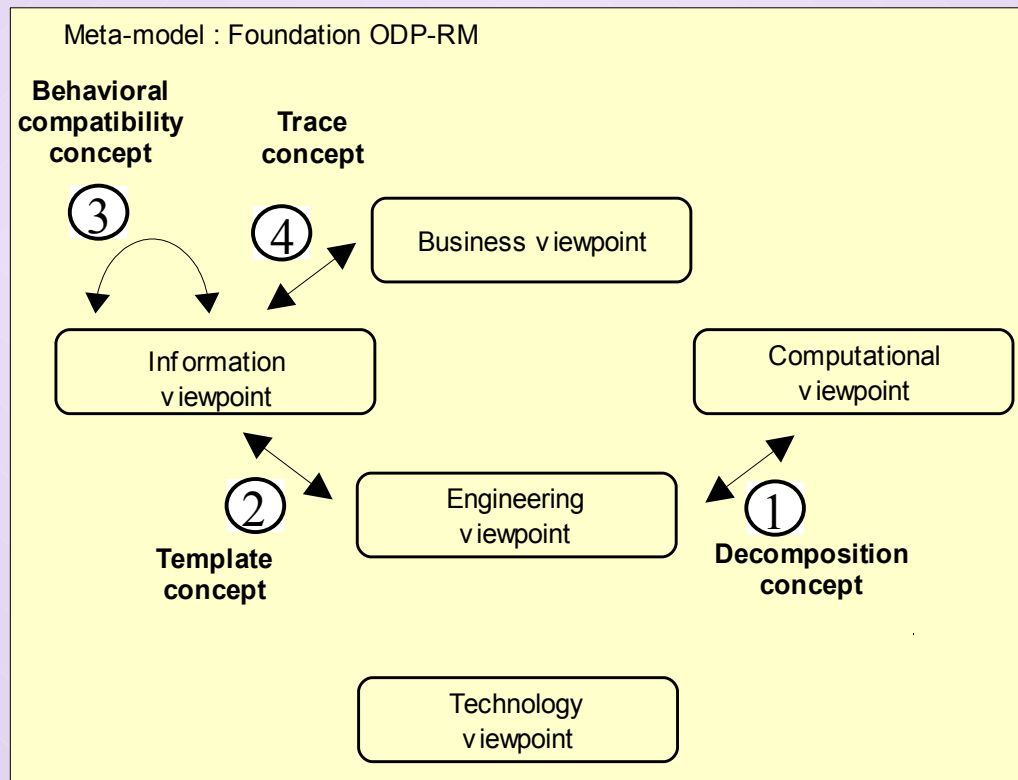 Meta-model : Foundation ODP-RM
Behavioral
compatibility
concept
Trace
concept
3
4
Business viewpoint
Information
viewpoint
Computational
viewpoint
2
Engineering
viewpoint
1
Template
concept
Decomposition
concept
Technology
viewpoint